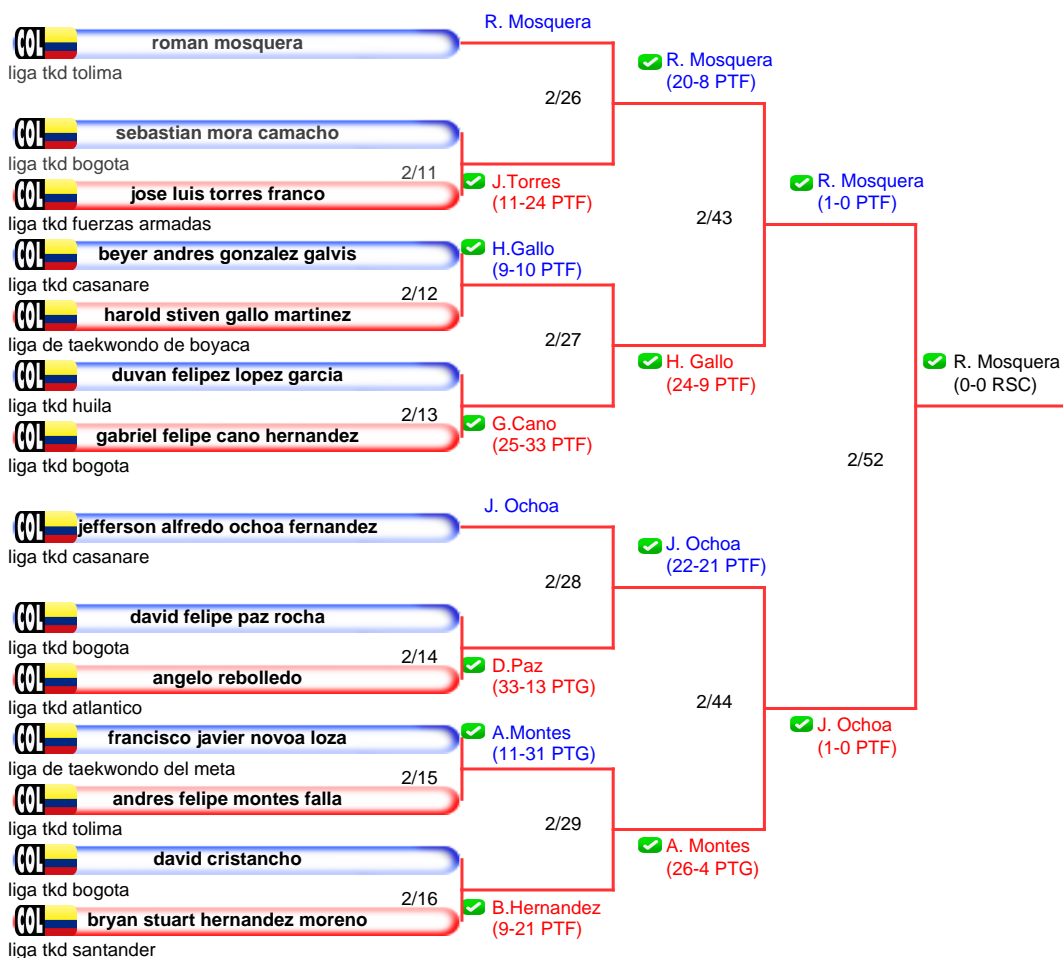 COL roman mosquera
liga tkd tolima
COL sebastian mora camacho
liga tkd bogota
2/11
COL jose luis torres franco
liga tkd fuerzas armadas
COL beyer andres gonzalez galvis
liga tkd casanare
2/12
COL harold stiven gallo martinez
liga de taekwondo de boyaca
COL duvan felipez lopez garcia
liga tkd huila
2/13
COL gabriel felipe cano hernandez
liga tkd bogota
COL jefferson alfredo ochoa fernandez
liga tkd casanare
COL david felipe paz rocha
liga tkd bogota
2/14
COL angelo rebolledo
liga tkd atlantico
COL francisco javier novoa loza
liga de taekwondo del meta
2/15
COL andres felipe montes falla
liga tkd tolima
COL david cristancho
liga tkd bogota
2/16
COL bryan stuart hernandez moreno
liga tkd santander
R. Mosquera
2/26
J.Torres
(11-24 PTF)
H.Gallo
(9-10 PTF)
2/27
G.Cano
(25-33 PTF)
J. Ochoa
2/28
D.Paz
(33-13 PTG)
A.Montes
(11-31 PTG)
2/29
B.Hernandez
(9-21 PTF)
R. Mosquera
(20-8 PTF)
2/43
H. Gallo
(24-9 PTF)
J. Ochoa
(22-21 PTF)
2/44
A. Montes
(26-4 PTG)
R. Mosquera
(1-0 PTF)
2/52
J. Ochoa
(1-0 PTF)
R. Mosquera
(0-0 RSC)